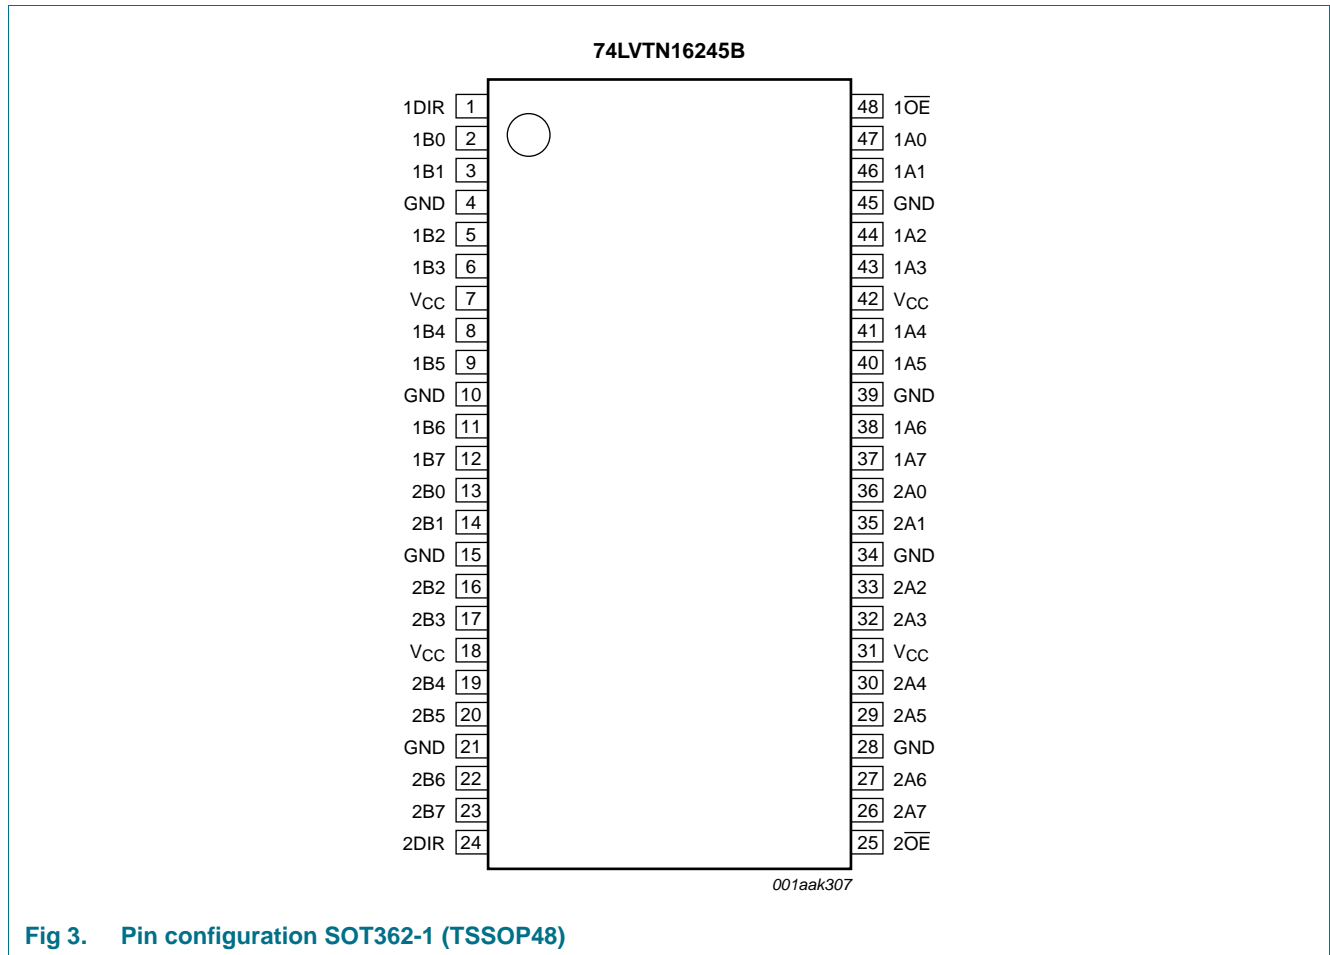 74LVTN16245B
1DIR 1 48 1O̅E̅
1B0 2 47 1A0
1B1 3 46 1A1
GND 4 45 GND
1B2 5 44 1A2
1B3 6 43 1A3
VCC 7 42 VCC
1B4 8 41 1A4
1B5 9 40 1A5
GND 10 39 GND
1B6 11 38 1A6
1B7 12 37 1A7
2B0 13 36 2A0
2B1 14 35 2A1
GND 15 34 GND
2B2 16 33 2A2
2B3 17 32 2A3
VCC 18 31 VCC
2B4 19 30 2A4
2B5 20 29 2A5
GND 21 28 GND
2B6 22 27 2A6
2B7 23 26 2A7
2DIR 24 25 2O̅E̅
001aak307
Fig 3. Pin configuration SOT362-1 (TSSOP48)